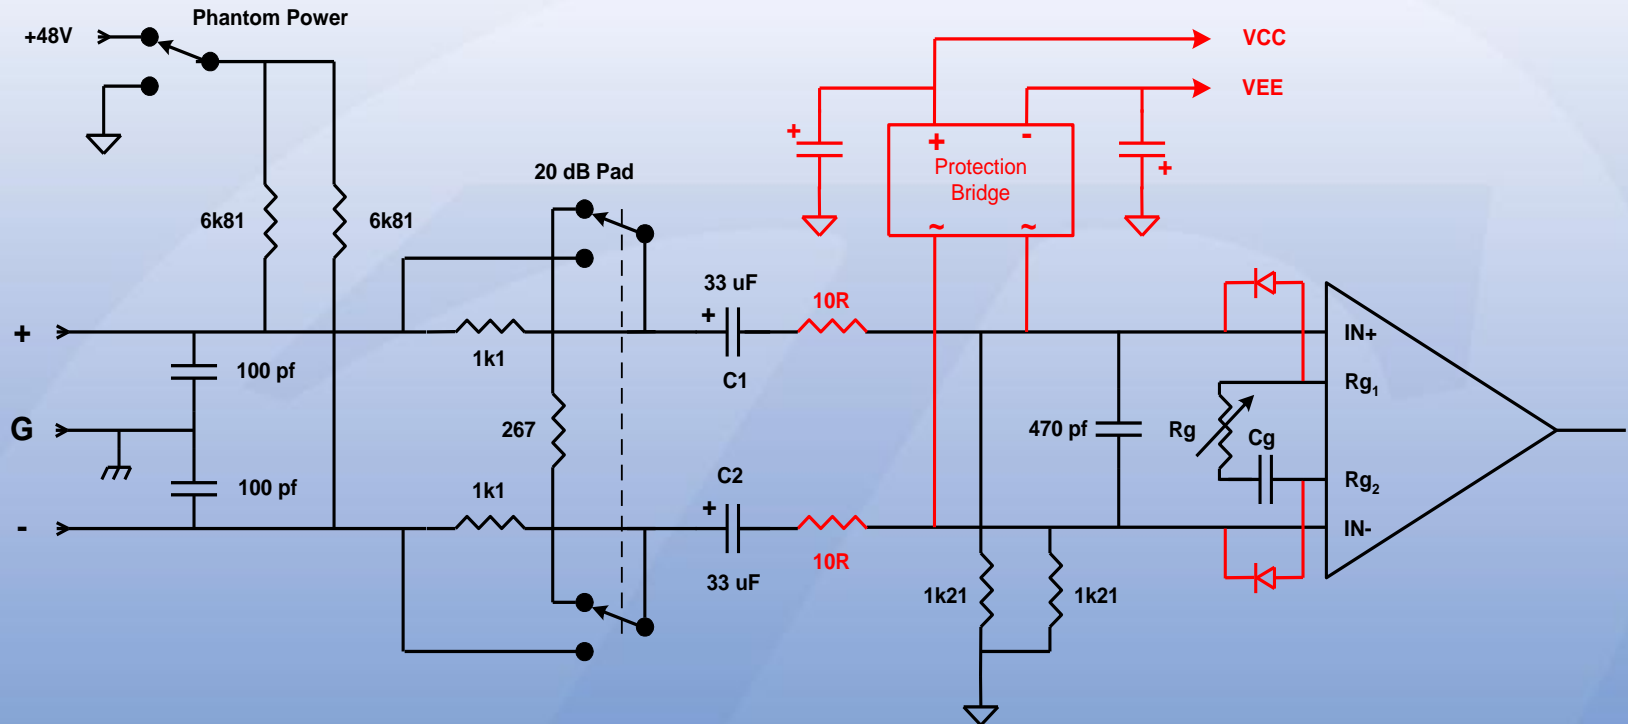 Phantom Power
+48V
VCC
VEE
+
+ -
+
Protection
Bridge
~ ~
20 dB Pad
6k81
6k81
33 uF
+
C1
10R
+
1k1
100 pf
G
267
100 pf
-
1k1
C2
+
33 uF
10R
470 pf
Rg
Cg
IN+
Rg1
Rg2
IN-
1k21
1k21